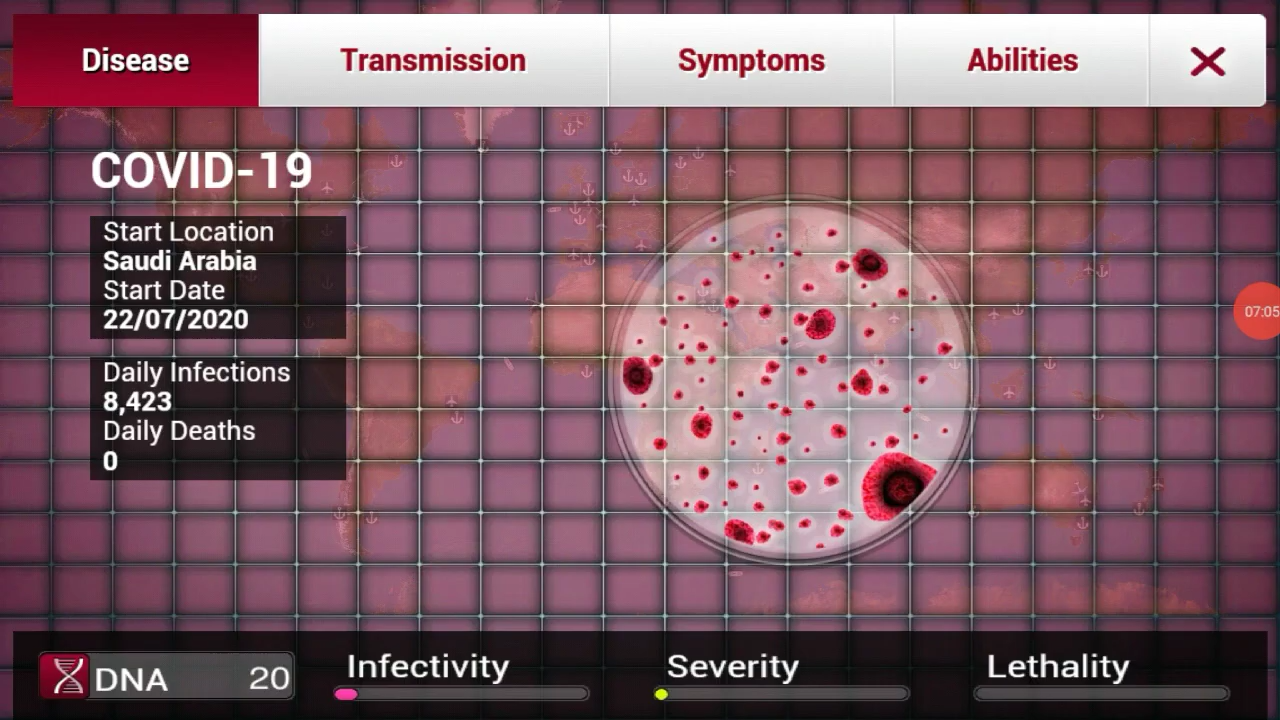 Disease
Transmission
Symptoms
Abilities
COVID-19
Start Location
Saudi Arabia
Start Date
22/07/2020
Daily Infections
8,423
Daily Deaths
0
07:05
DNA 20
Infectivity
Severity
Lethality